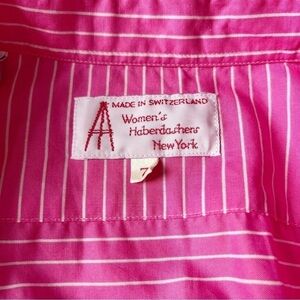 MADE IN SWITZERLAND
Women's
Haberdashers
New York
7